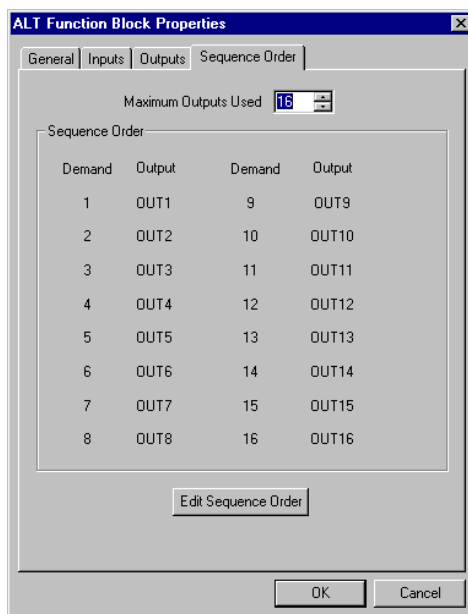 ALT Function Block Properties
General Inputs Outputs Sequence Order
Maximum Outputs Used 16
Sequence Order
Demand Output Demand Output
1 OUT1 9 OUT9
2 OUT2 10 OUT10
3 OUT3 11 OUT11
4 OUT4 12 OUT12
5 OUT5 13 OUT13
6 OUT6 14 OUT14
7 OUT7 15 OUT15
8 OUT8 16 OUT16
Edit Sequence Order
OK Cancel